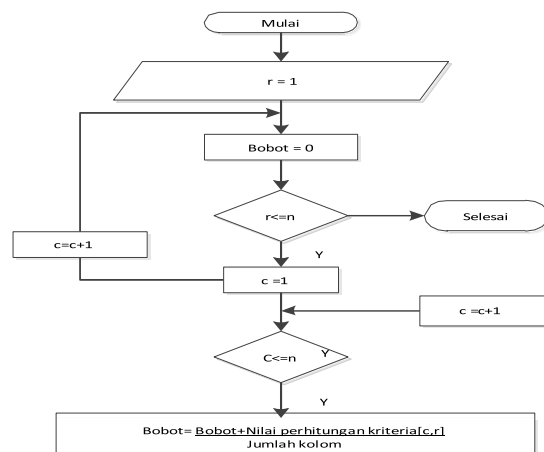 Mulai
r = 1
Bobot = 0
r<=n
Selesai
Y
c=c+1
c =1
c =c+1
C<=n
Y
Y
Bobot= Bobot+Nilai perhitungan kriteria[c,r]
Jumlah kolom